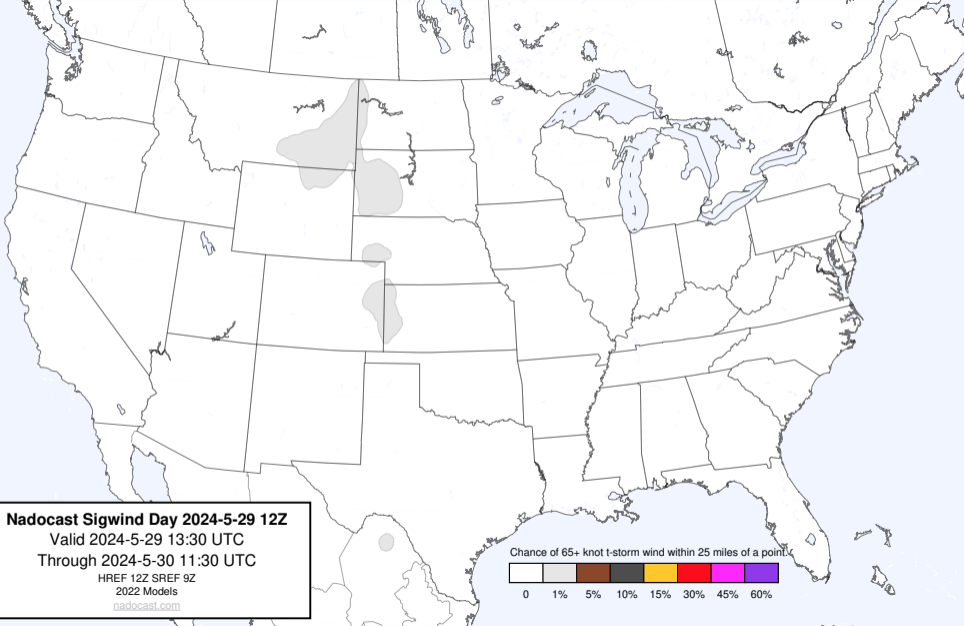 Nadocast Sigwind Day 2024-5-29 12Z
Valid 2024-5-29 13:30 UTC
Through 2024-5-30 11:30 UTC
HREF 12Z SREF 9Z
2022 Models
nadocast.com
Chance of 65+ knot t-storm wind within 25 miles of a point.
0 1% 5% 10% 15% 30% 45% 60%